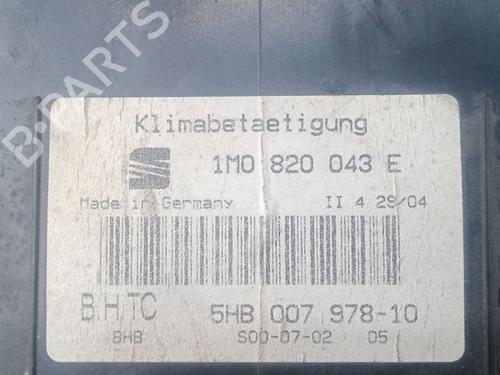 Klimabetaetigung
1M0 820 043 E
Made in Germany II 4 29/04
B.H TC 5HB 007 978-10
BHB S00-07-02 05
B-PARTS